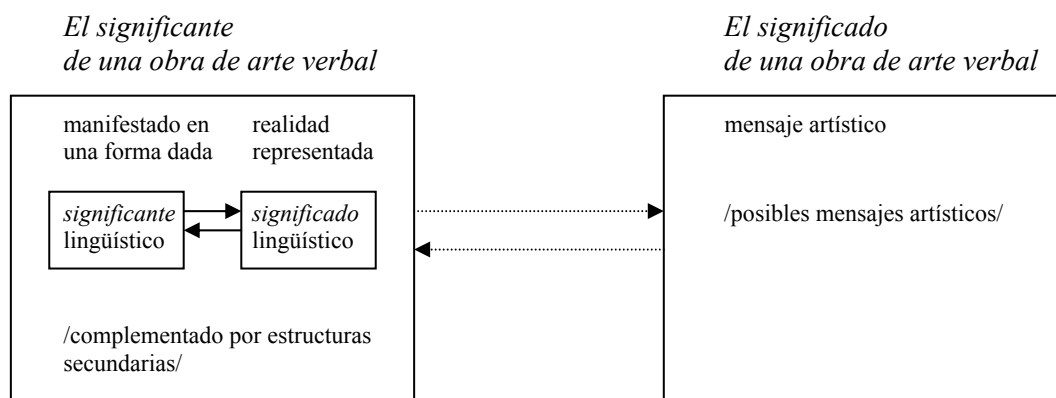 El significante
de una obra de arte verbal
manifestado en
una forma dada
realidad
representada
significante
lingüístico
significado
lingüístico
/complementado por estructuras
secundarias/
El significado
de una obra de arte verbal
mensaje artístico
/posibles mensajes artísticos/